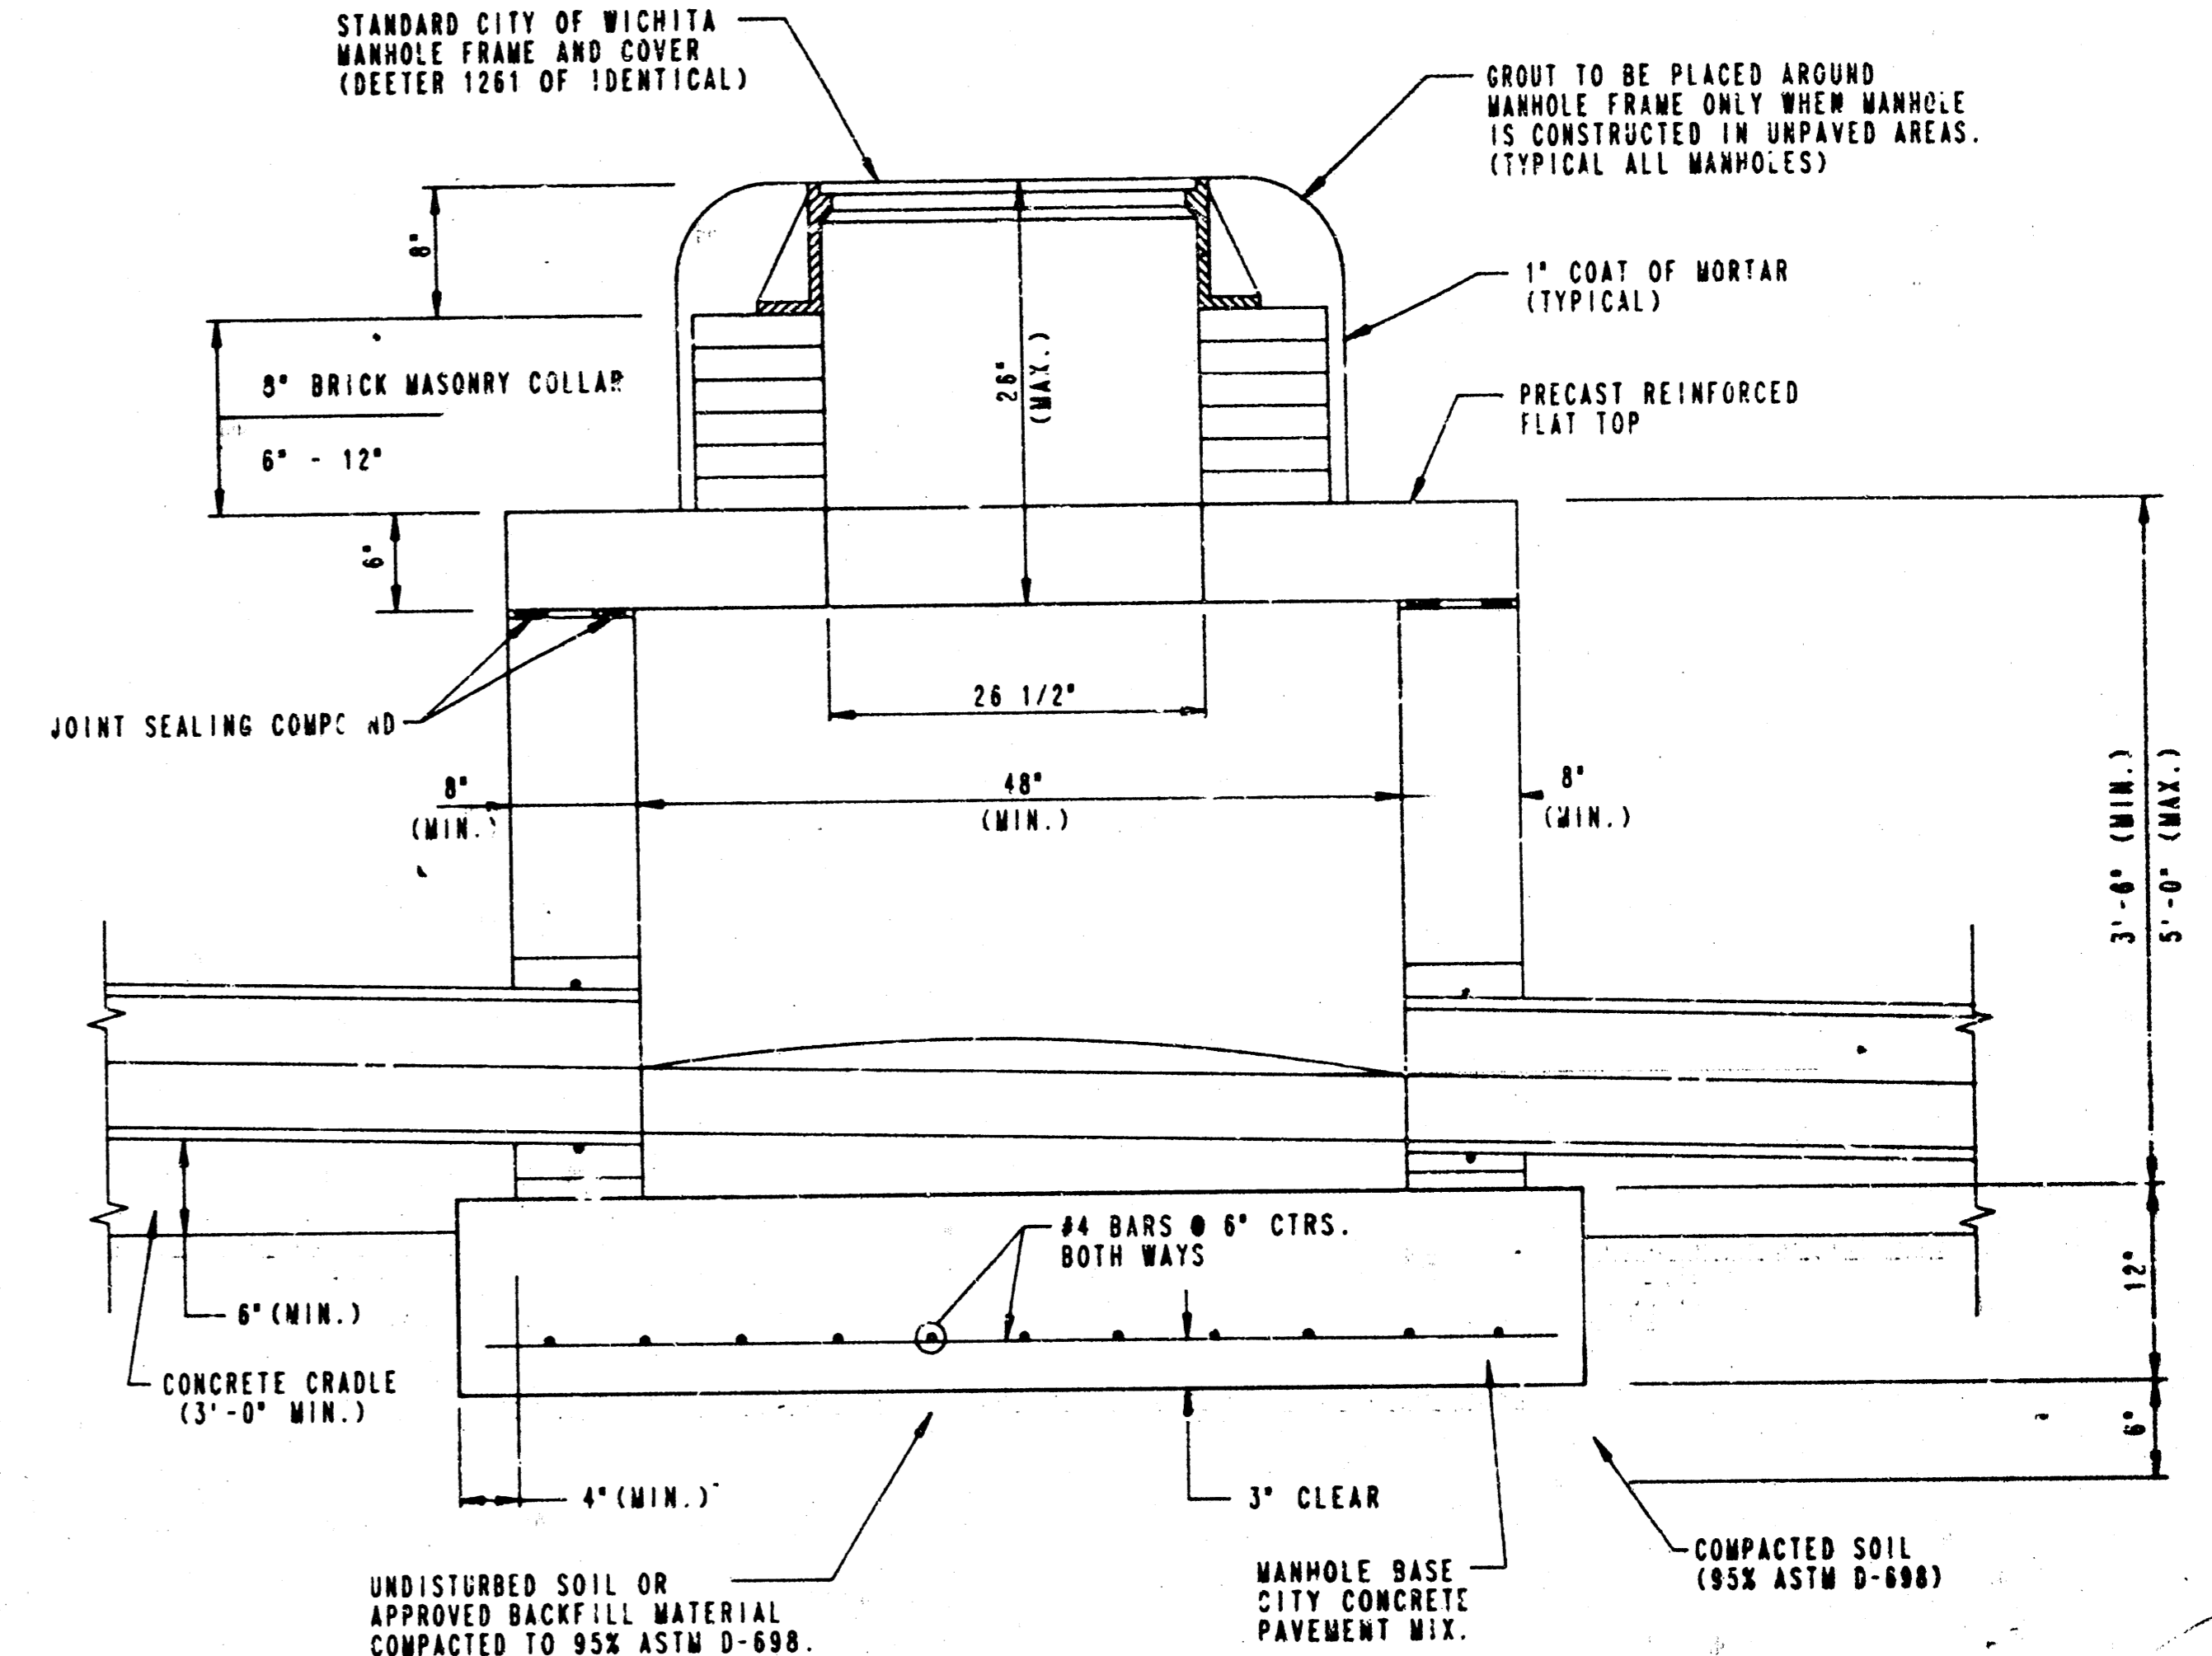 STANDARD CITY OF WICHITA
MANHOLE FRAME AND COVER
(DEETER 1261 OF IDENTICAL)
GROUT TO BE PLACED AROUND
MANHOLE FRAME ONLY WHEN MANHOLE
IS CONSTRUCTED IN UNPAVED AREAS.
(TYPICAL ALL MANHOLES)
8"
1" COAT OF MORTAR
(TYPICAL)
8" BRICK MASONRY COLLAR
6" - 12"
26"
(MAX.)
PRECAST REINFORCED
FLAT TOP
6"
26 1/2"
JOINT SEALING COMPC ND
8"
(MIN.)
48"
(MIN.)
8"
(MIN.)
3'-6" (MIN.)
5'-0" (MAX.)
#4 BARS @ 6" CTRS.
BOTH WAYS
12"
6" (MIN.)
CONCRETE CRADLE
(3'-0" MIN.)
6"
4" (MIN.)
3" CLEAR
UNDISTURBED SOIL OR
APPROVED BACKFILL MATERIAL
COMPACTED TO 95% ASTM D-698.
MANHOLE BASE
CITY CONCRETE
PAVEMENT MIX.
COMPACTED SOIL
(95% ASTM D-698)